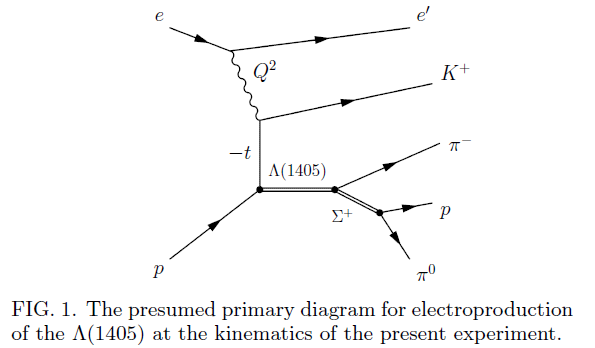 e
e′
Q²
K⁺
−t
Λ(1405)
π⁻
Σ⁺
p
p
π⁰
FIG. 1. The presumed primary diagram for electroproduction
of the Λ(1405) at the kinematics of the present experiment.